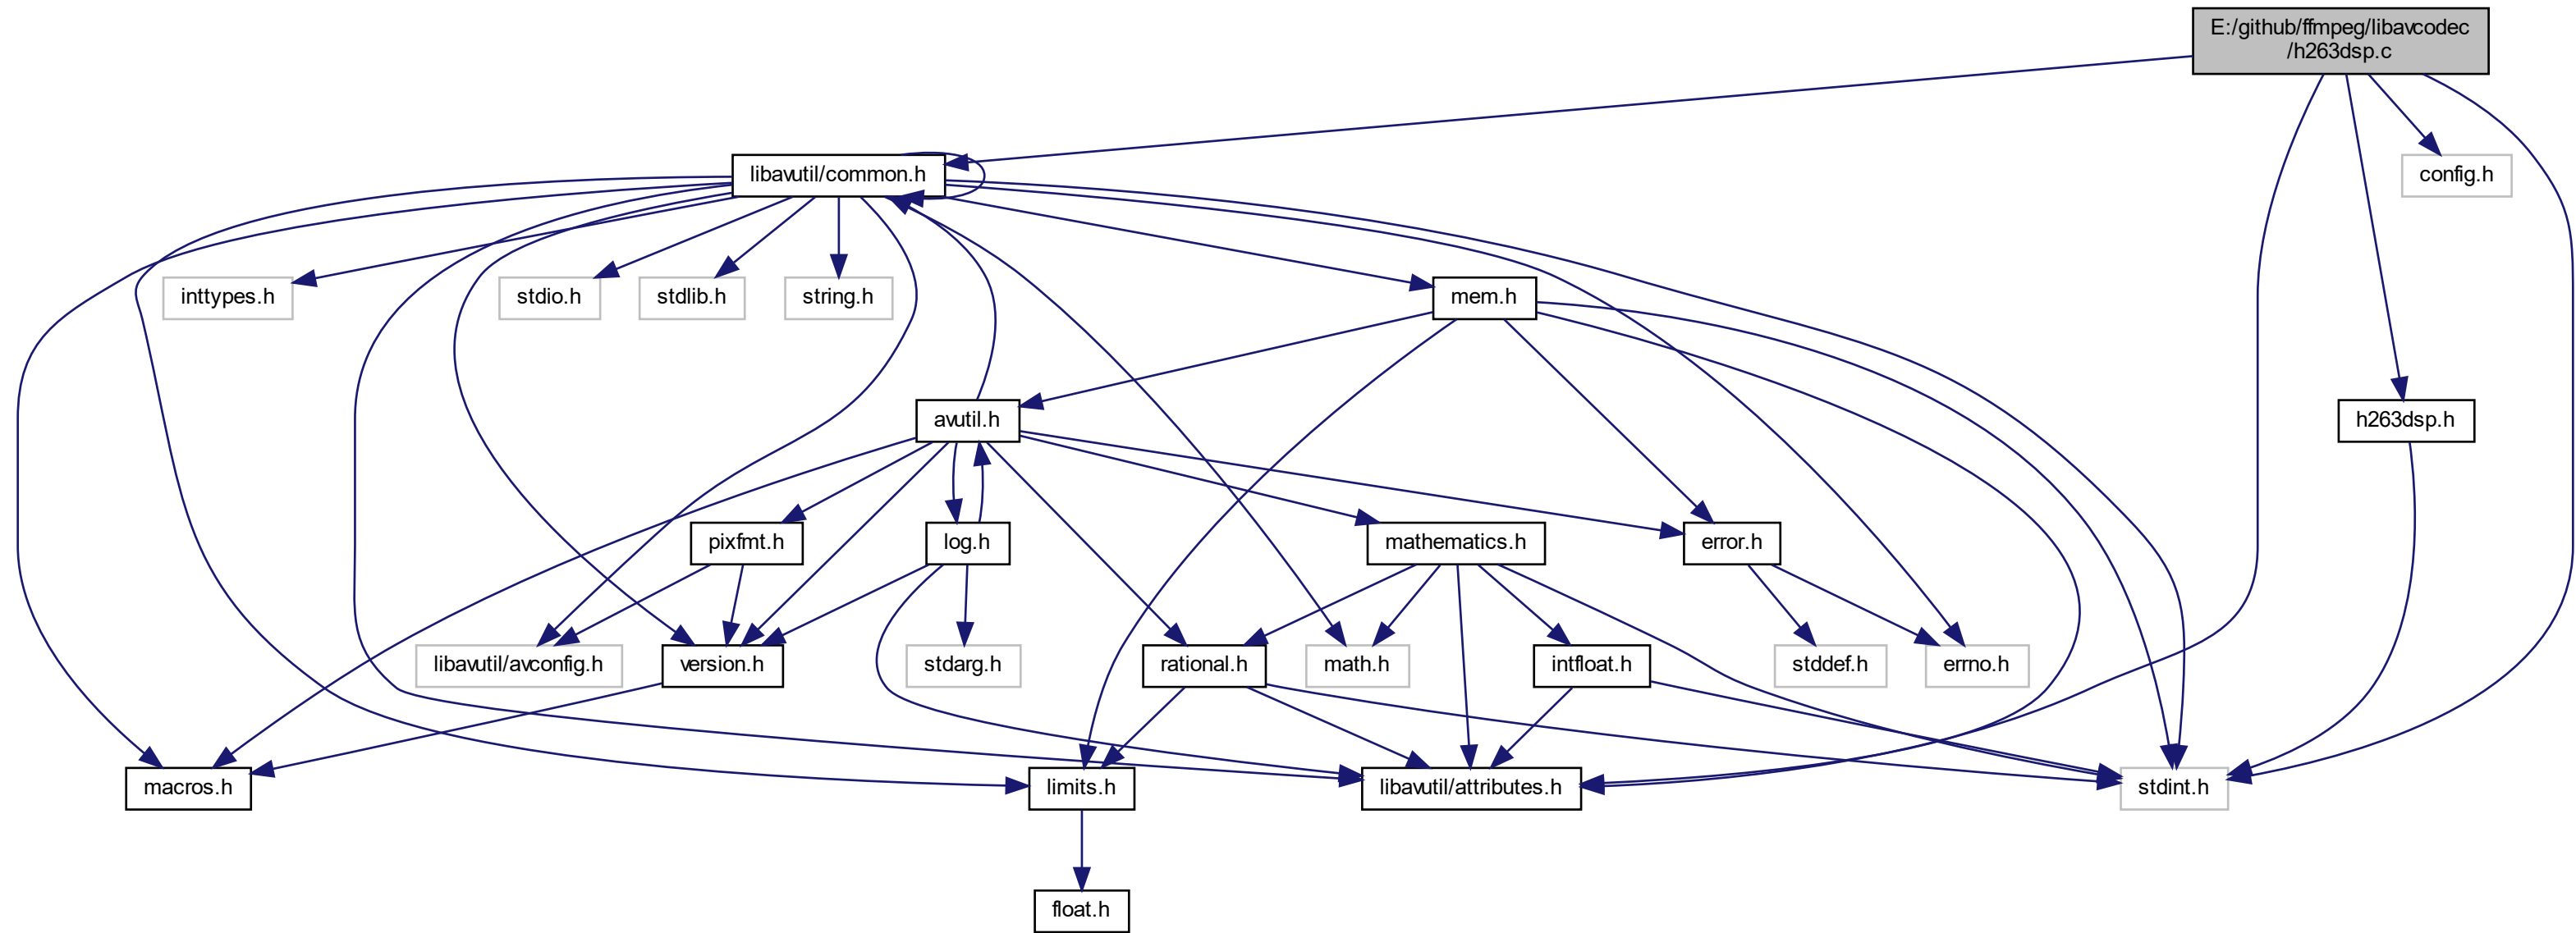 E:/github/ffmpeg/libavcodec
/h263dsp.c
libavutil/common.h
config.h
inttypes.h
stdio.h
stdlib.h
string.h
mem.h
avutil.h
h263dsp.h
pixfmt.h
log.h
mathematics.h
error.h
libavutil/avconfig.h
version.h
stdarg.h
rational.h
math.h
intfloat.h
stddef.h
errno.h
macros.h
limits.h
libavutil/attributes.h
stdint.h
float.h